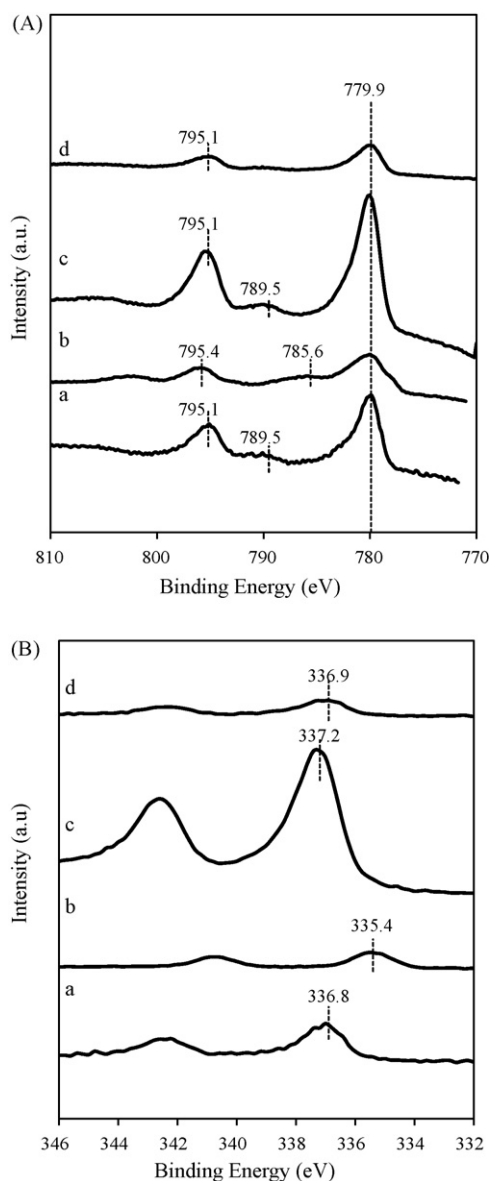 (A)
779.9
795.1
d
795.1
c
789.5
795.4
785.6
b
795.1
a
789.5
Intensity (a.u.)
810
800
790
780
770
Binding Energy (eV)
(B)
336.9
d
337.2
c
b
335.4
a
336.8
Intensity (a.u)
346
344
342
340
338
336
334
332
Binding Energy (eV)